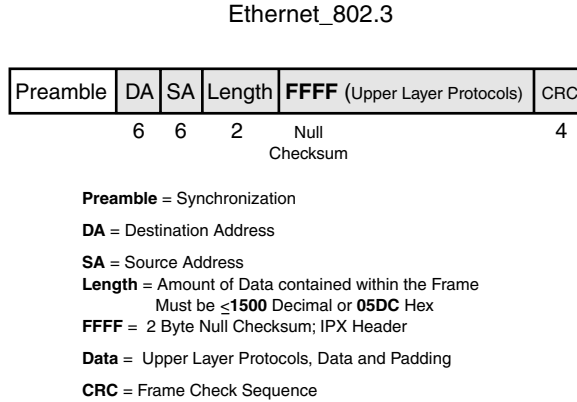 Ethernet_802.3
Preamble DA SA Length FFFF (Upper Layer Protocols) CRC
6 6 2 Null 4
Checksum
Preamble = Synchronization
DA = Destination Address
SA = Source Address
Length = Amount of Data contained within the Frame
Must be ≤1500 Decimal or 05DC Hex
FFFF = 2 Byte Null Checksum; IPX Header
Data = Upper Layer Protocols, Data and Padding
CRC = Frame Check Sequence